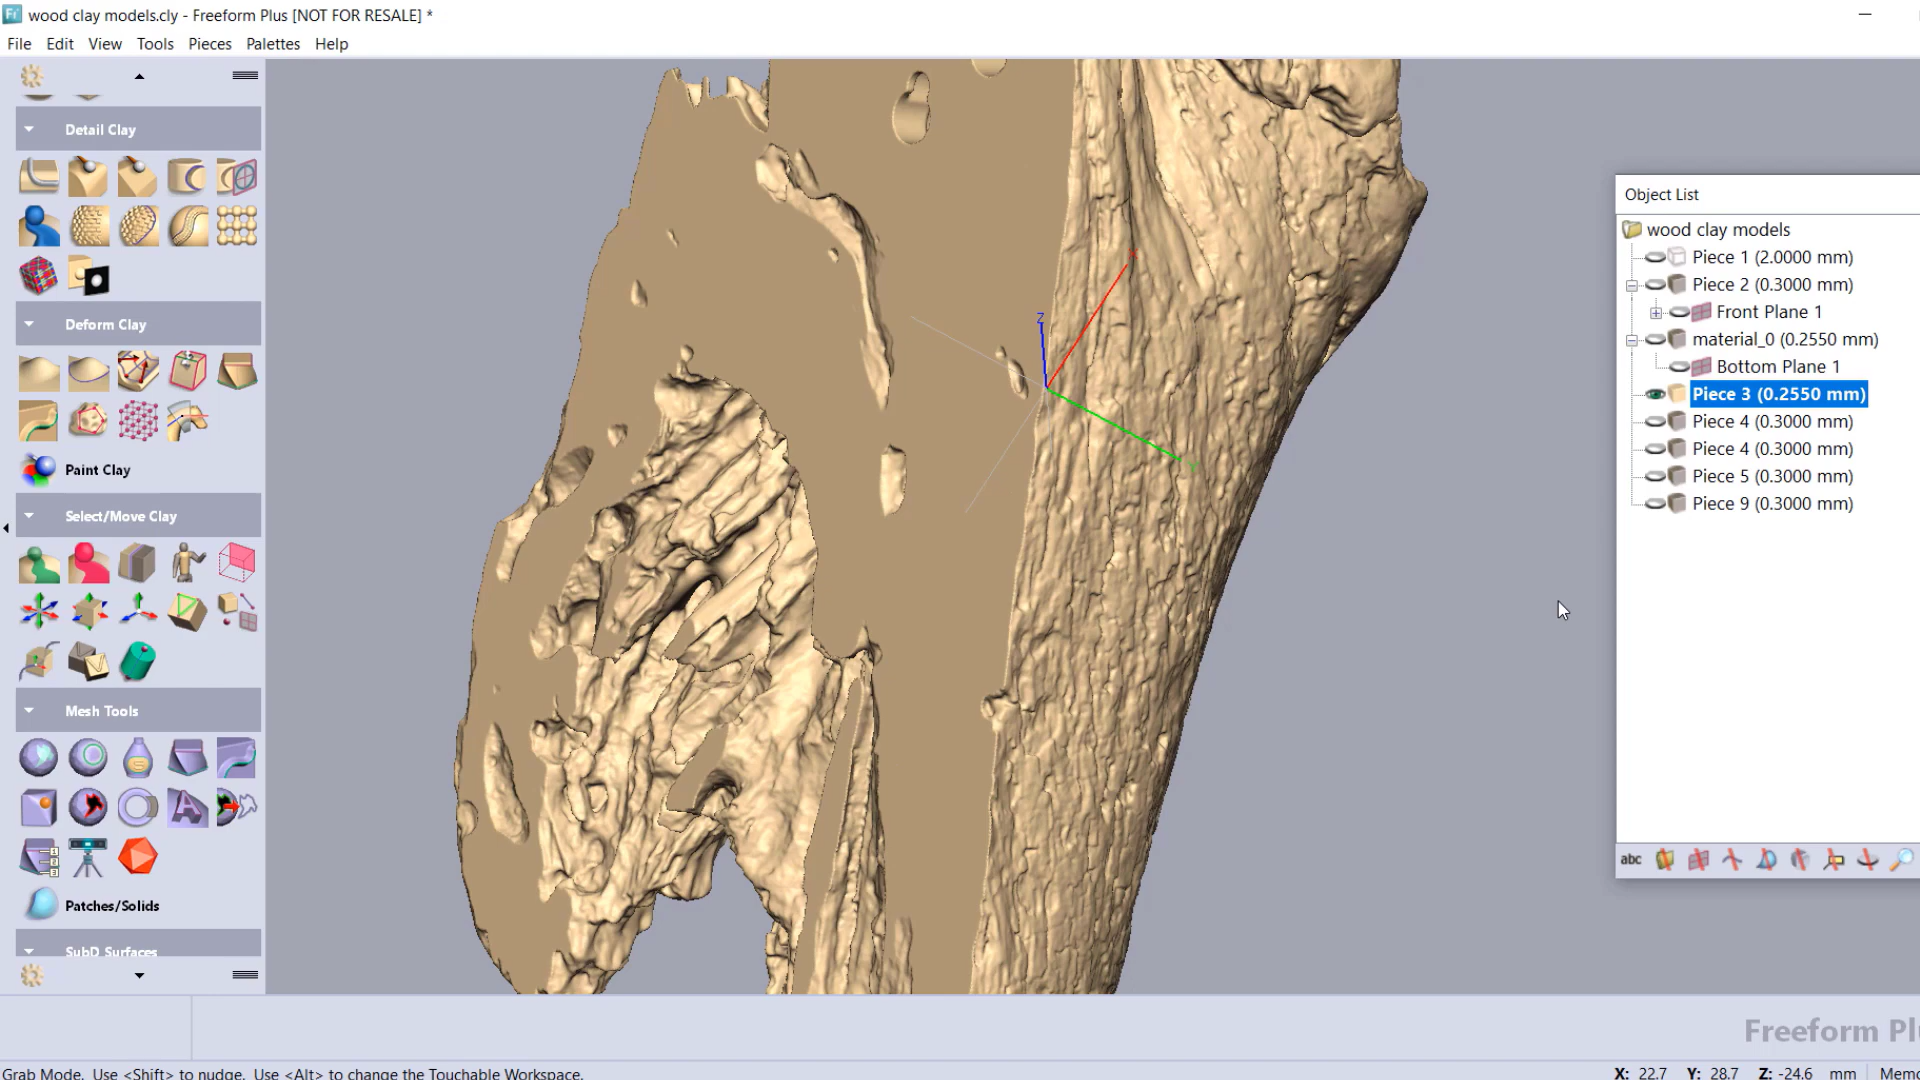 wood clay models.cly - Freeform Plus [NOT FOR RESALE] *
File Edit View Tools Pieces Palettes Help
Detail Clay
Deform Clay
Paint Clay
Select/Move Clay
Mesh Tools
Patches/Solids
SubD Surfaces
X
Z
Y
Object List
wood clay models
Piece 1 (2.0000 mm)
Piece 2 (0.3000 mm)
Front Plane 1
material_0 (0.2550 mm)
Bottom Plane 1
Piece 3 (0.2550 mm)
Piece 4 (0.3000 mm)
Piece 4 (0.3000 mm)
Piece 5 (0.3000 mm)
Piece 9 (0.3000 mm)
abc
Freeform Pl
Grab Mode. Use <Shift> to nudge. Use <Alt> to change the Touchable Workspace.
X: 22.7 Y: 28.7 Z: -24.6 mm Memo